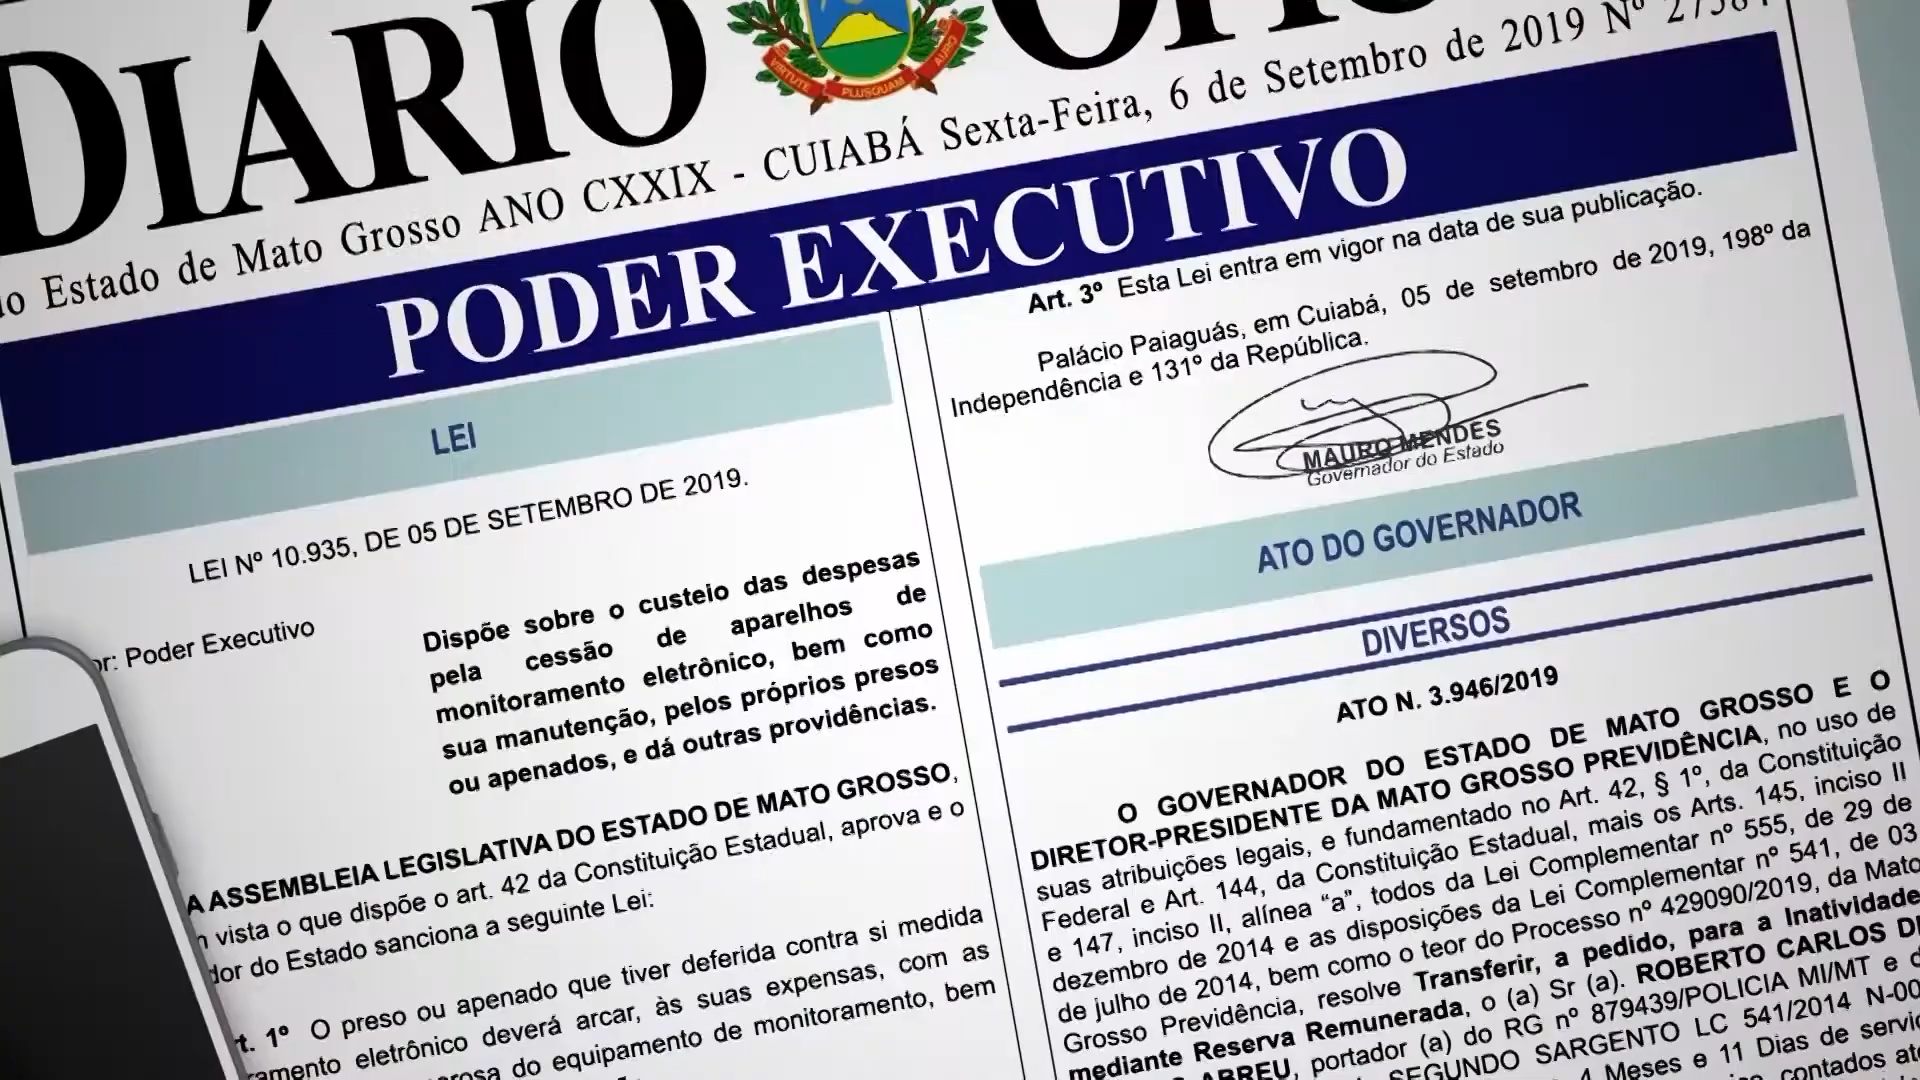 DIÁRIO
VIRTUTE PLUSQUAM AURO
do Estado de Mato Grosso ANO CXXIX - CUIABÁ Sexta-Feira, 6 de Setembro de 2019 Nº
PODER EXECUTIVO
LEI
LEI Nº 10.935, DE 05 DE SETEMBRO DE 2019.
or: Poder Executivo
Dispõe sobre o custeio das despesas
pela cessão de aparelhos de
monitoramento eletrônico, bem como
sua manutenção, pelos próprios presos
ou apenados, e dá outras providências.
A ASSEMBLEIA LEGISLATIVA DO ESTADO DE MATO GROSSO,
vista o que dispõe o art. 42 da Constituição Estadual, aprova e o
dor do Estado sanciona a seguinte Lei:
t. 1º O preso ou apenado que tiver deferida contra si medida
ramento eletrônico deverá arcar, às suas expensas, com as
rosa do equipamento de monitoramento, bem
Art. 3º Esta Lei entra em vigor na data de sua publicação.
Palácio Paiaguás, em Cuiabá, 05 de setembro de 2019, 198º da
Independência e 131º da República.
MAURO MENDES
Governador do Estado
ATO DO GOVERNADOR
DIVERSOS
ATO N. 3.946/2019
O GOVERNADOR DO ESTADO DE MATO GROSSO E O
DIRETOR-PRESIDENTE DA MATO GROSSO PREVIDÊNCIA, no uso de
suas atribuições legais, e fundamentado no Art. 42, § 1º, da Constituição
Federal e Art. 144, da Constituição Estadual, mais os Arts. 145, inciso II
e 147, inciso II, alínea “a”, todos da Lei Complementar nº 555, de 29 de
dezembro de 2014 e as disposições da Lei Complementar nº 541, de 03
de julho de 2014, bem como o teor do Processo nº 429090/2019, da Mato
Grosso Previdência, resolve Transferir, a pedido, para a Inatividade
mediante Reserva Remunerada, o (a) Sr (a). ROBERTO CARLOS
ABREU, portador (a) do RG nº 879439/POLICIA MI/MT e
SEGUNDO SARGENTO LC 541/2014 N-00
4 Meses e 11 Dias de
contados